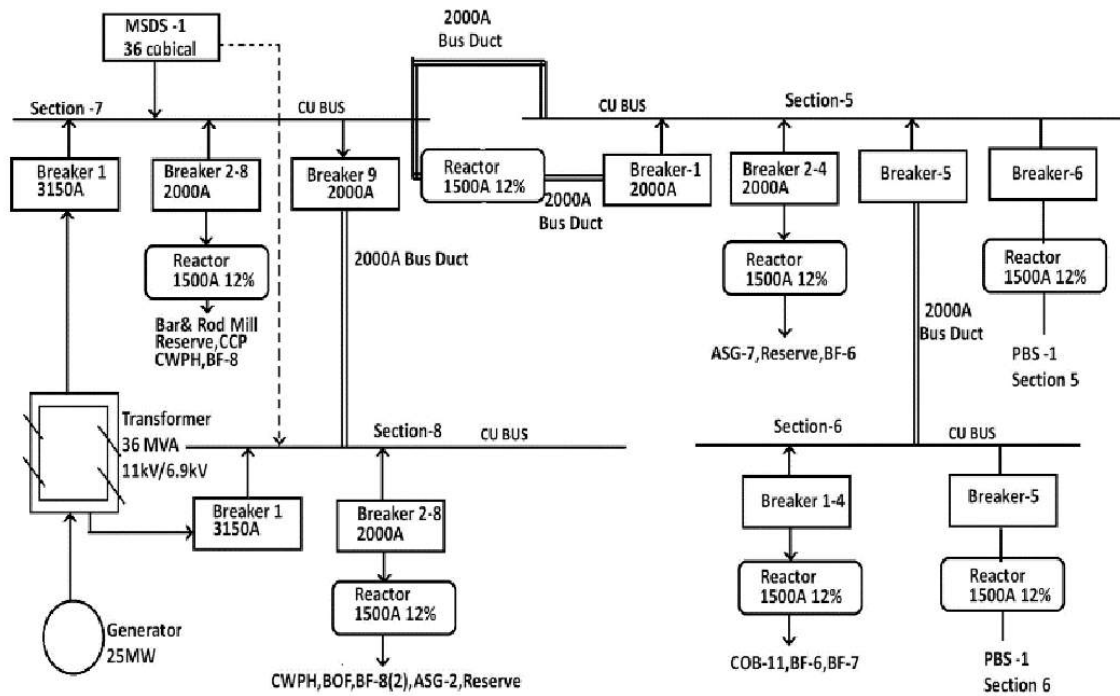 2000A
Bus Duct
MSDS -1
36 cubical
Section -7
CU BUS
CU BUS
Section-5
Breaker 1
3150A
Breaker 2-8
2000A
Breaker 9
2000A
Reactor
1500A 12%
Breaker-1
2000A
Breaker 2-4
2000A
Breaker-5
Breaker-6
2000A
Bus Duct
Reactor
1500A 12%
2000A Bus Duct
Reactor
1500A 12%
Reactor
1500A 12%
2000A
Bus Duct
Bar& Rod Mill
Reserve,CCP
CWPH,BF-8
ASG-7,Reserve,BF-6
PBS -1
Section 5
Transformer
36 MVA
11kV/6.9kV
Section-8
CU BUS
Section-6
CU BUS
Breaker 1
3150A
Breaker 2-8
2000A
Breaker 1-4
Breaker-5
Reactor
1500A 12%
Reactor
1500A 12%
Reactor
1500A 12%
Generator
25MW
CWPH,BOF,BF-8(2),ASG-2,Reserve
COB-11,BF-6,BF-7
PBS -1
Section 6